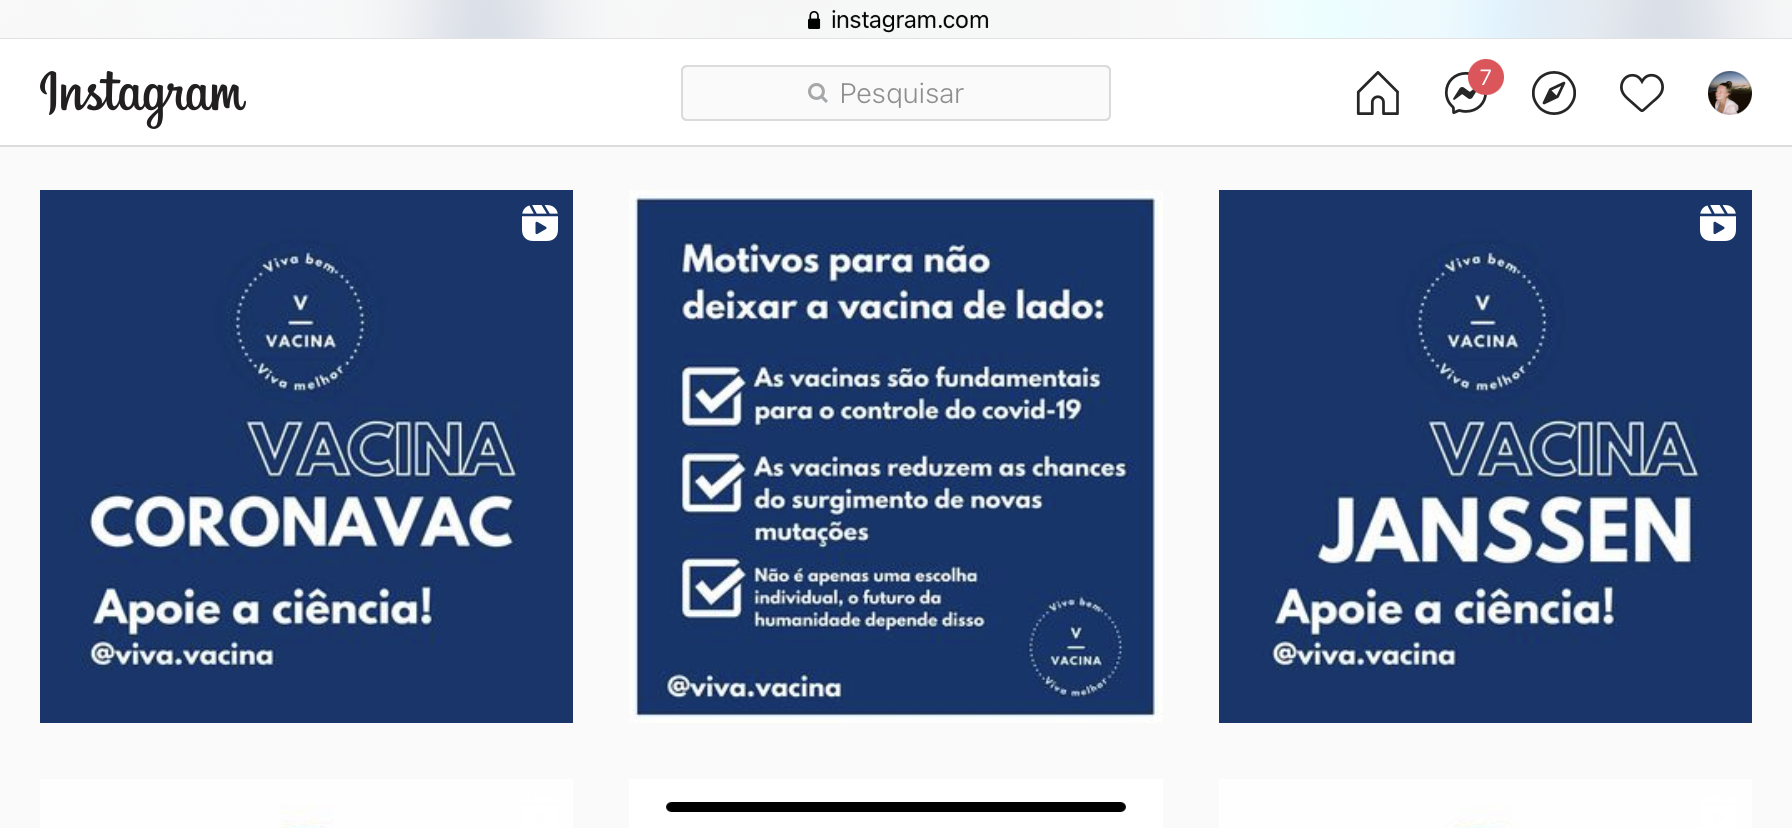 instagram.com
Instagram
Pesquisar
7
Viva bem
V
VACINA
Viva melhor
VACINA
CORONAVAC
Apoie a ciência!
@viva.vacina
Motivos para não
deixar a vacina de lado:
As vacinas são fundamentais
para o controle do covid-19
As vacinas reduzem as chances
do surgimento de novas
mutações
Não é apenas uma escolha
individual, o futuro da
humanidade depende disso
Viva bem
V
VACINA
Viva melhor
@viva.vacina
Viva bem
V
VACINA
Viva melhor
VACINA
JANSSEN
Apoie a ciência!
@viva.vacina